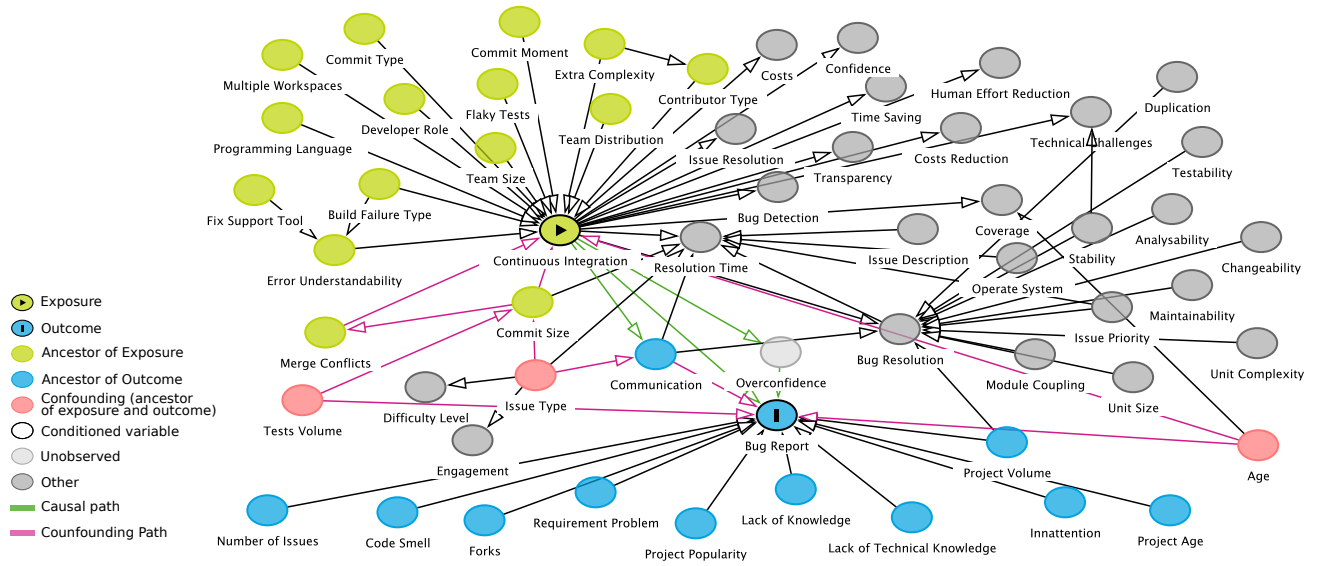 Commit Type
Commit Moment
Extra Complexity
Costs
Confidence
Multiple Workspaces
Contributor Type
Human Effort Reduction
Duplication
Developer Role
Flaky Tests
Team Distribution
Time Saving
Programming Language
Team Size
Issue Resolution
Transparency
Costs Reduction
Technical Challenges
Testability
Fix Support Tool
Build Failure Type
Bug Detection
Coverage
Analysability
Error Understandability
Continuous Integration
Resolution Time
Issue Description
Operate System
Stability
Changeability
Exposure
Outcome
Ancestor of Exposure
Ancestor of Outcome
Confounding (ancestor
of exposure and outcome)
Conditioned variable
Unobserved
Other
Causal path
Counfounding Path
Merge Conflicts
Commit Size
Communication
Overconfidence
Bug Resolution
Issue Priority
Maintainability
Module Coupling
Unit Complexity
Unit Size
Tests Volume
Difficulty Level
Issue Type
Engagement
Bug Report
Project Volume
Age
Number of Issues
Code Smell
Forks
Requirement Problem
Project Popularity
Lack of Knowledge
Lack of Technical Knowledge
Innattention
Project Age